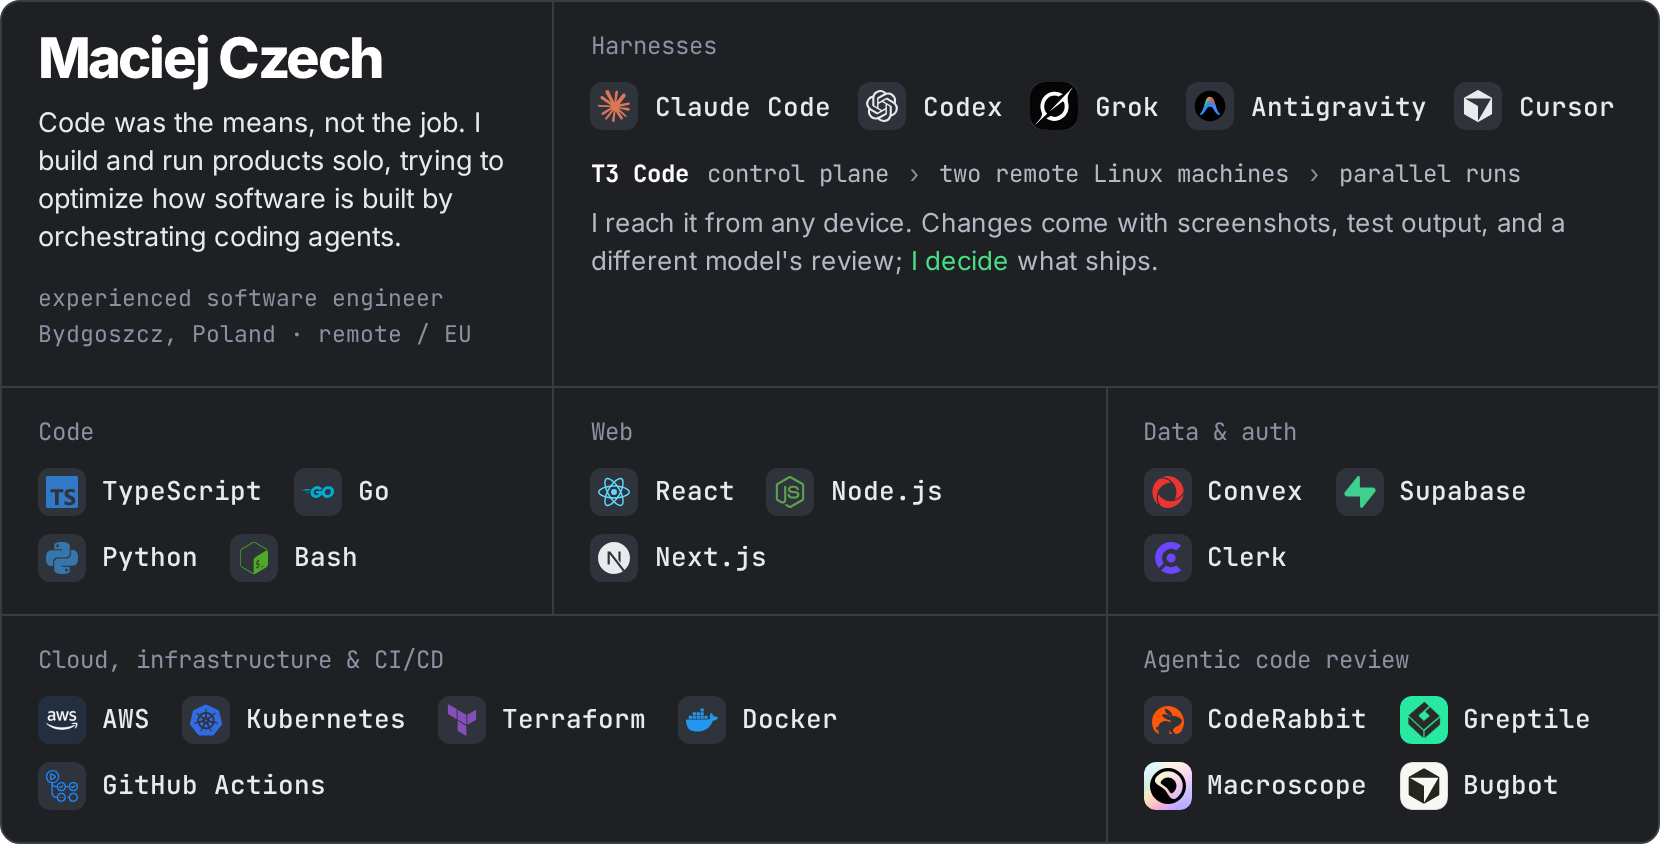 Maciej Czech
Code was the means, not the job. I
build and run products solo, trying to
optimize how software is built by
orchestrating coding agents.
experienced software engineer
Bydgoszcz, Poland · remote / EU
Harnesses
Claude Code Codex Grok Antigravity Cursor
T3 Code control plane › two remote Linux machines › parallel runs
I reach it from any device. Changes come with screenshots, test output, and a
different model's review; I decide what ships.
Code
TS TypeScript GO Go
Python Bash
Web
React JS Node.js
N Next.js
Data & auth
Convex Supabase
Clerk
Cloud, infrastructure & CI/CD
aws AWS Kubernetes Terraform Docker
GitHub Actions
Agentic code review
CodeRabbit Greptile
Macroscope Bugbot